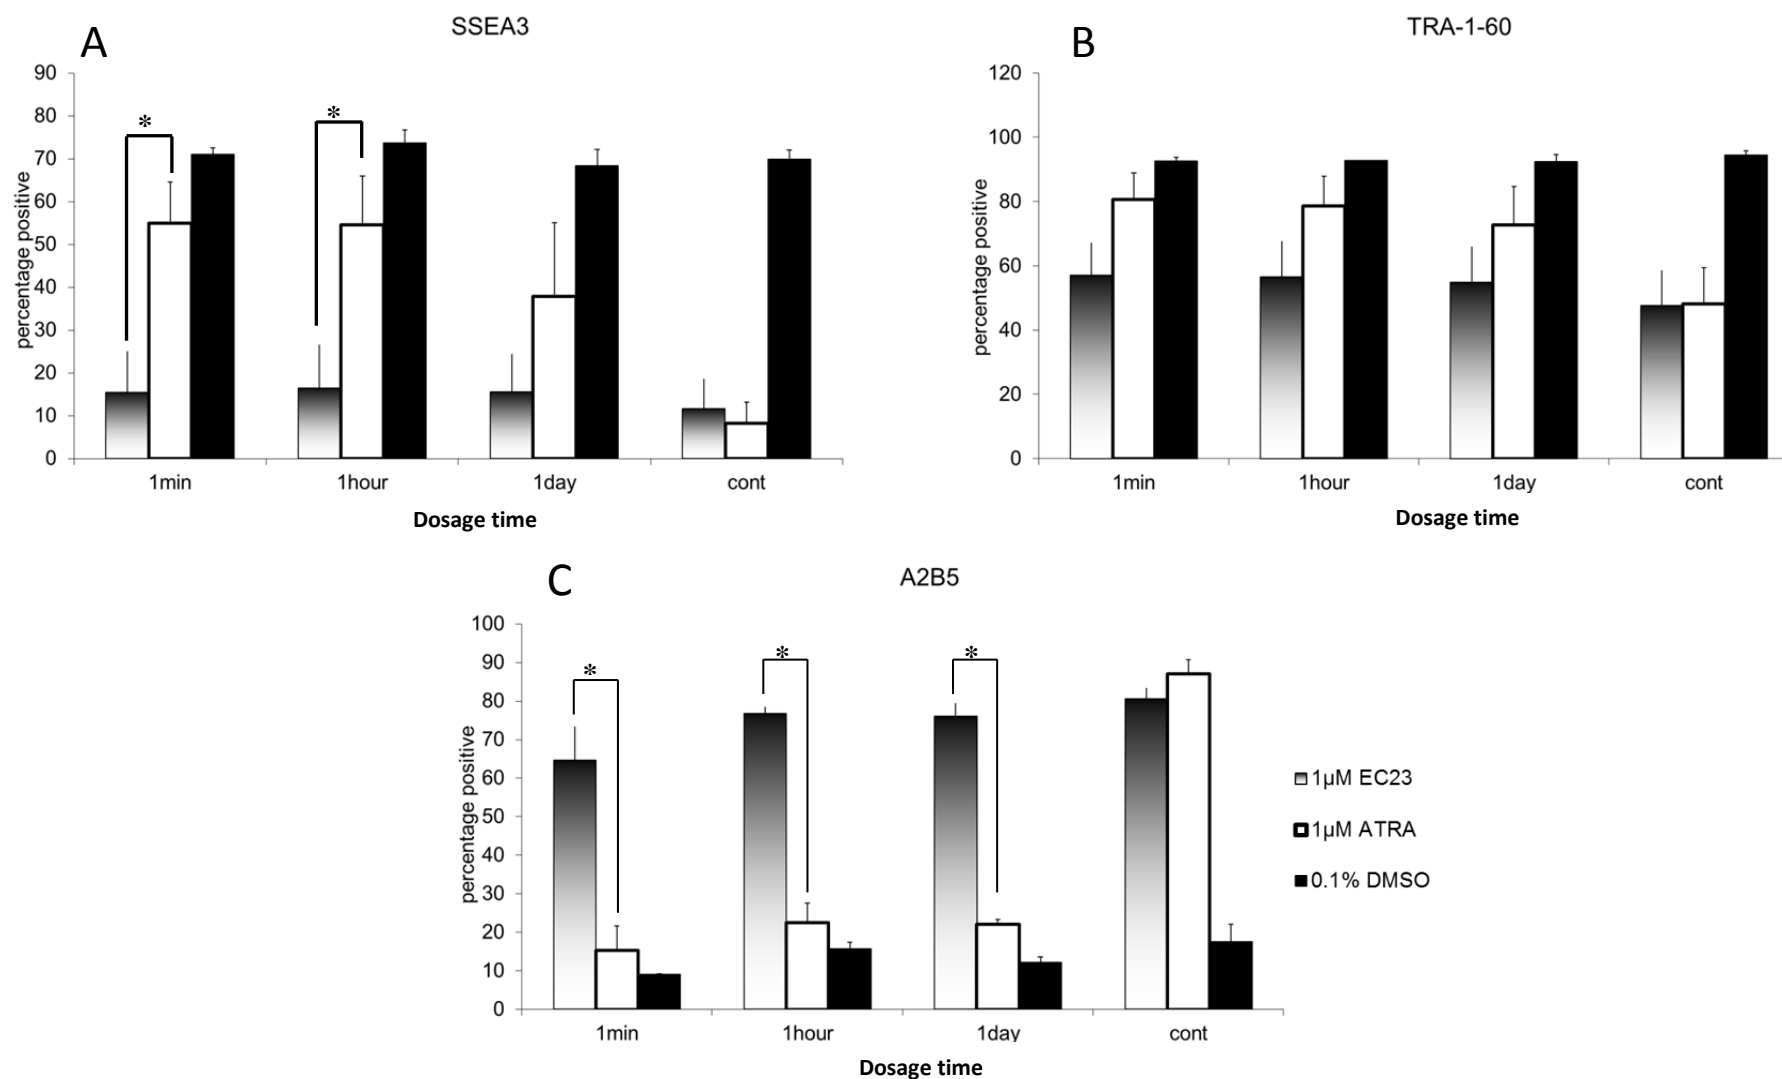 A
SSEA3
90
80
70
60
50
40
30
20
10
0
percentage positive
*
*
1min
1hour
1day
cont
Dosage time
B
TRA-1-60
120
100
80
60
40
20
0
percentage positive
1min
1hour
1day
cont
Dosage time
C
A2B5
100
90
80
70
60
50
40
30
20
10
0
percentage positive
*
*
*
1min
1hour
1day
cont
Dosage time
1µM EC23
1µM ATRA
0.1% DMSO